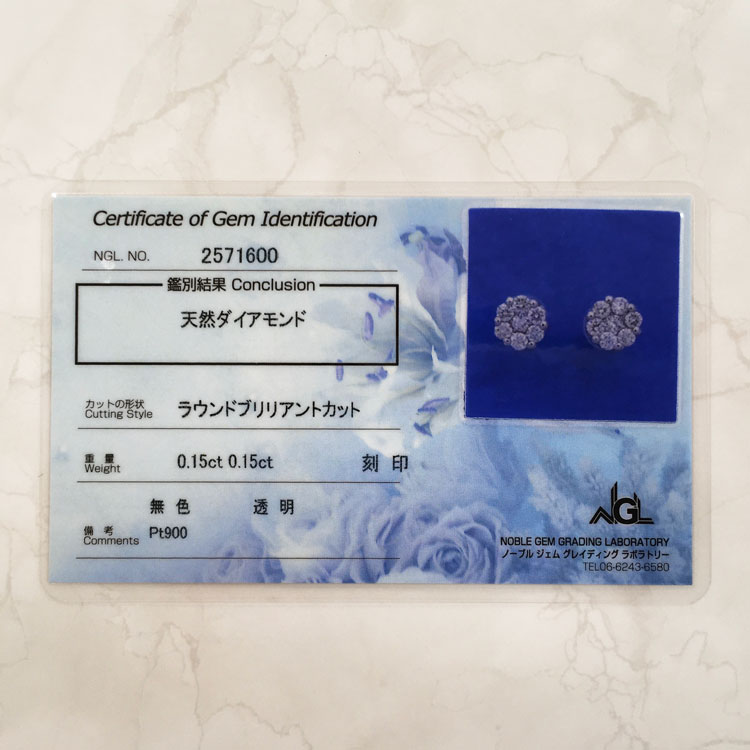 Certificate of Gem Identification
NGL. NO. 2571600
鑑別結果 Conclusion
天然ダイアモンド
カットの形状
Cutting Style ラウンドブリリアントカット
重量
Weight 0.15ct 0.15ct 刻印
無色 透明
備考
Comments Pt900
NGL
NOBLE GEM GRADING LABORATORY
ノーブル ジェム グレイディング ラボラトリー
TEL06-6243-6580